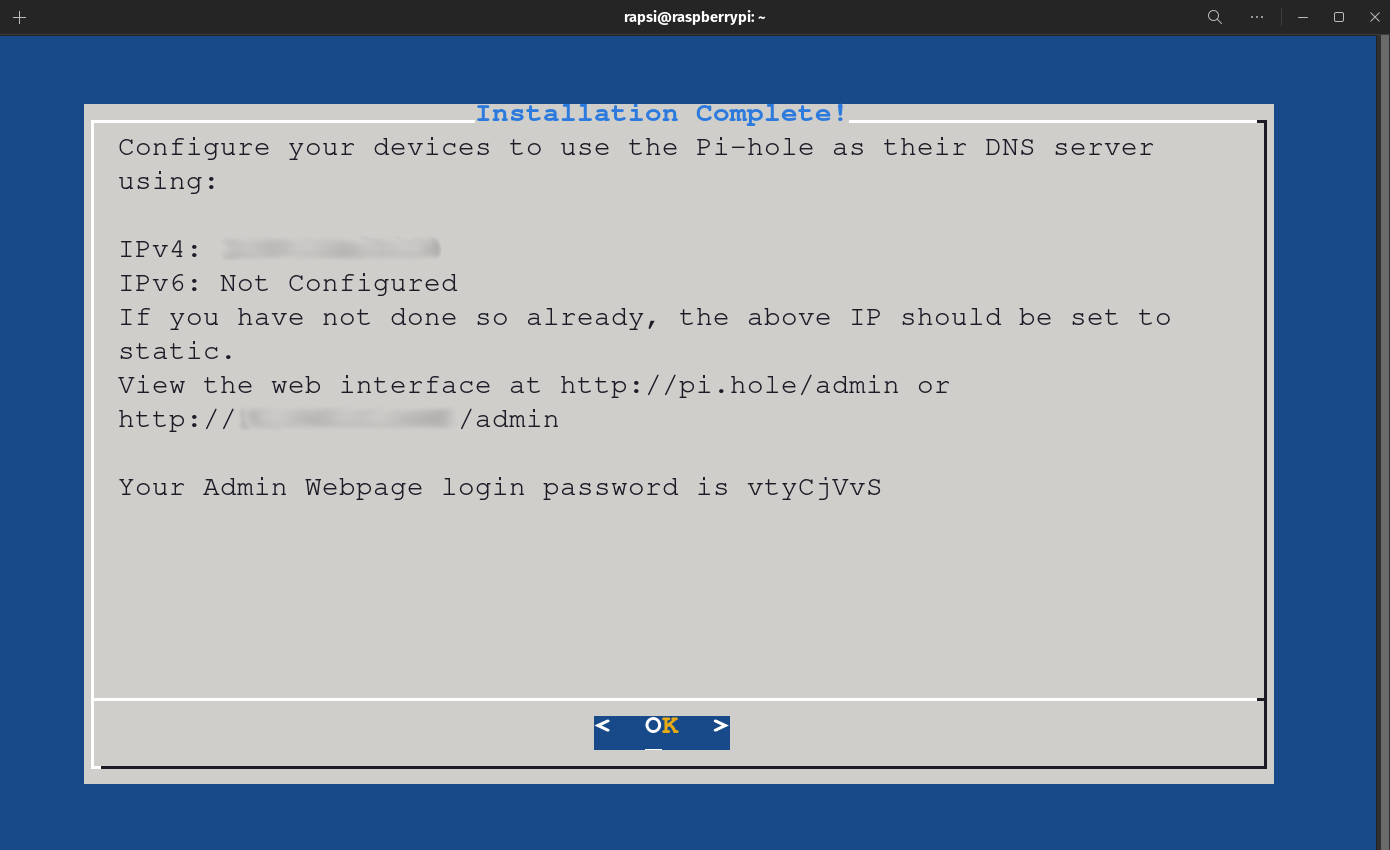 rapsi@raspberrypi: ~
Installation Complete!
Configure your devices to use the Pi-hole as their DNS server
using:
IPv4:
IPv6: Not Configured
If you have not done so already, the above IP should be set to
static.
View the web interface at http://pi.hole/admin or
http:// /admin
Your Admin Webpage login password is vtyCjVvS
< OK >